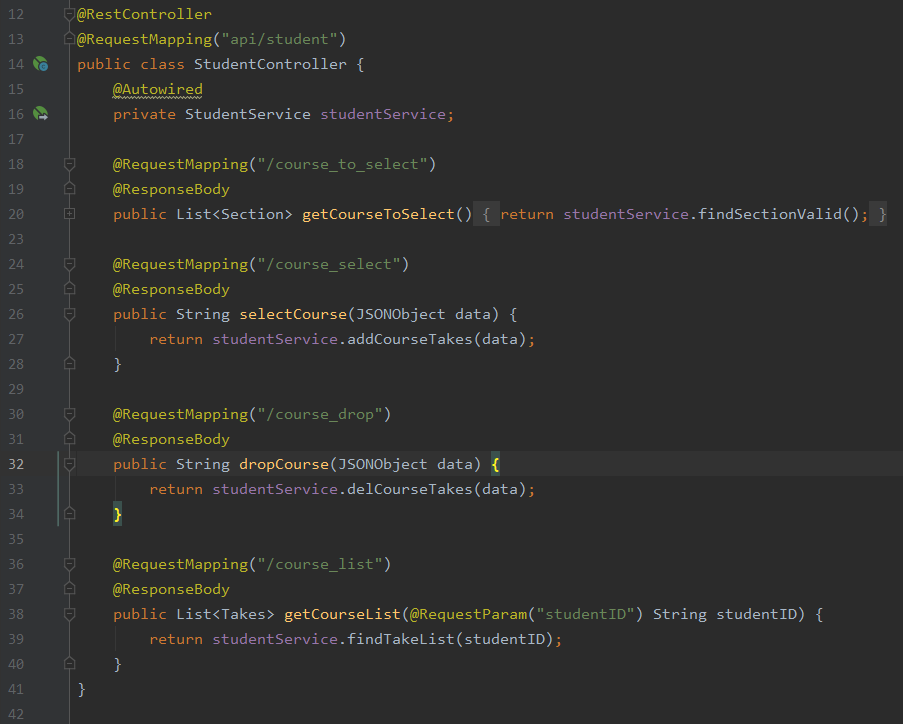 12 @RestController
13 @RequestMapping("api/student")
14 public class StudentController {
15     @Autowired
16     private StudentService studentService;
17
18     @RequestMapping("/course_to_select")
19     @ResponseBody
20     public List<Section> getCourseToSelect() { return studentService.findSectionValid(); }
23
24     @RequestMapping("/course_select")
25     @ResponseBody
26     public String selectCourse(JSONObject data) {
27         return studentService.addCourseTakes(data);
28     }
29
30     @RequestMapping("/course_drop")
31     @ResponseBody
32     public String dropCourse(JSONObject data) {
33         return studentService.delCourseTakes(data);
34     }
35
36     @RequestMapping("/course_list")
37     @ResponseBody
38     public List<Takes> getCourseList(@RequestParam("studentID") String studentID) {
39         return studentService.findTakeList(studentID);
40     }
41 }
42